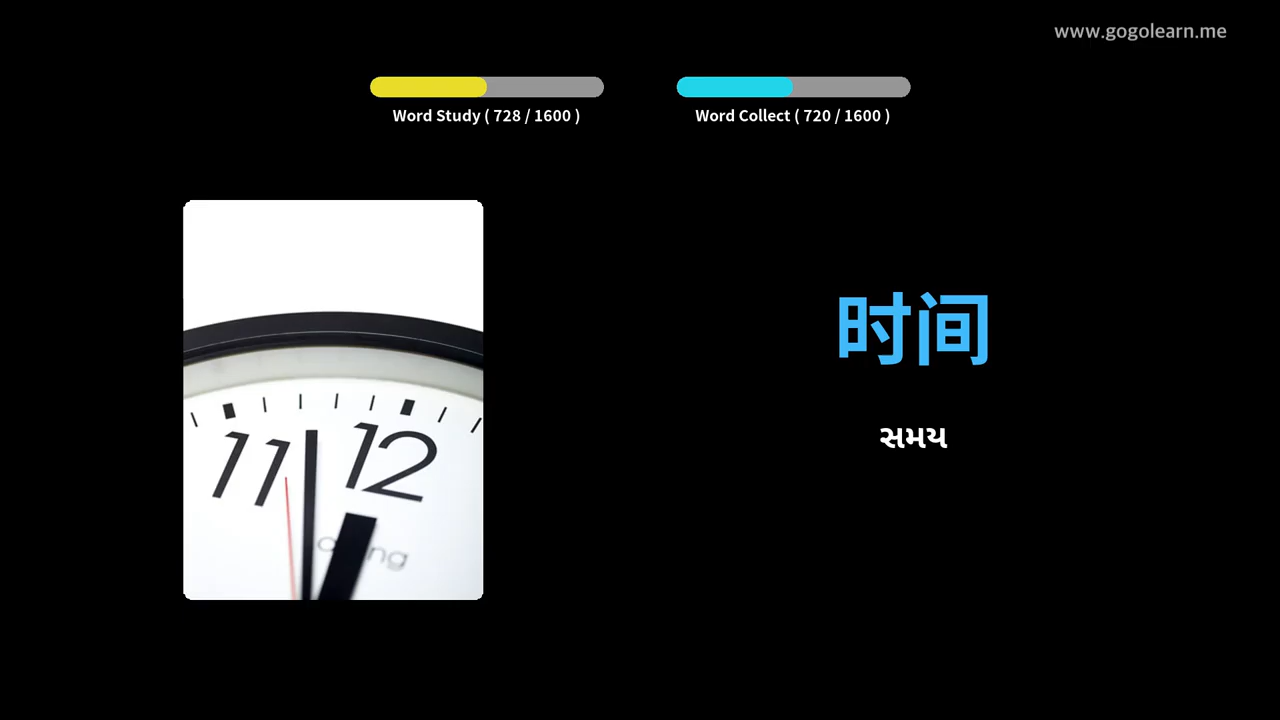 www.gogolearn.me
Word Study ( 728 / 1600 )
Word Collect ( 720 / 1600 )
时间
સમય
11 12